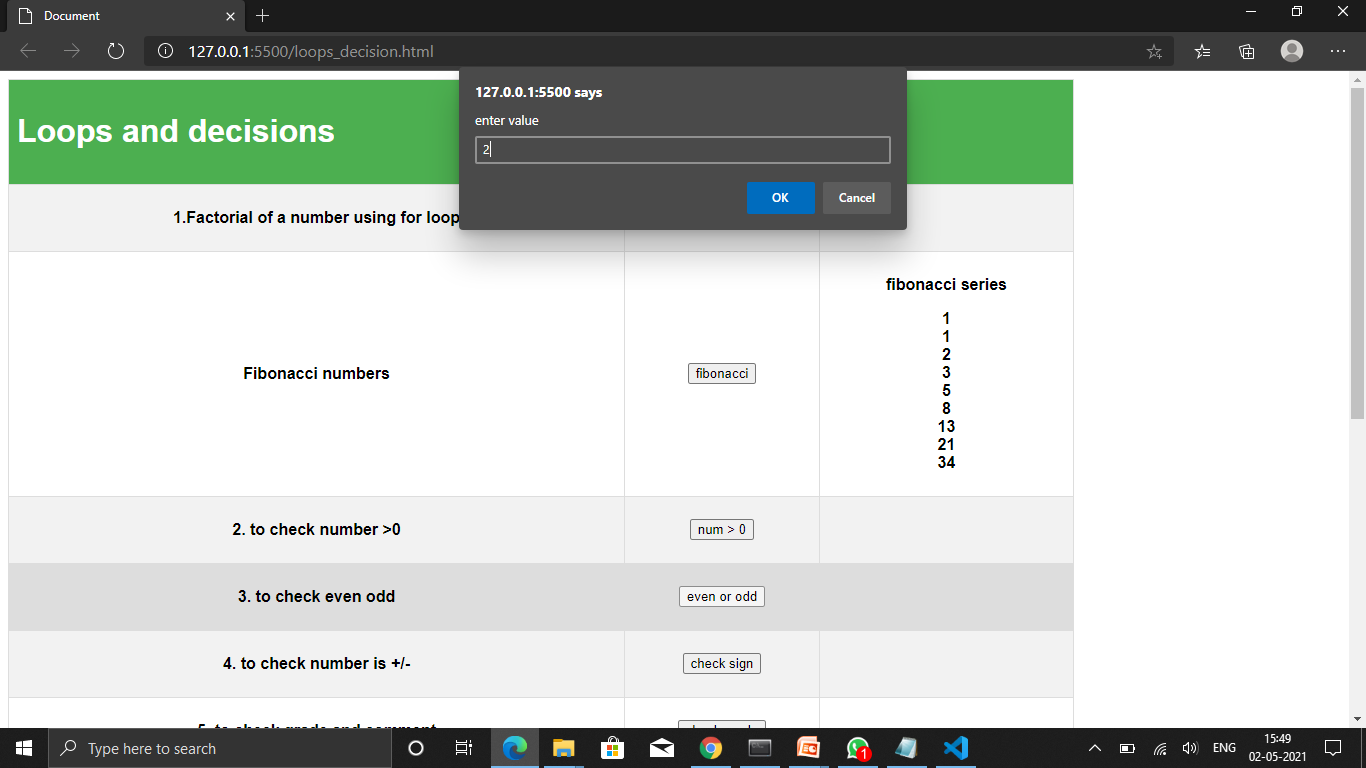 Document
127.0.0.1:5500/loops_decision.html
127.0.0.1:5500 says
enter value
2
OK Cancel
Loops and decisions
1.Factorial of a number using for loop
Fibonacci numbers
fibonacci
fibonacci series
1
1
2
3
5
8
13
21
34
2. to check number >0
num > 0
3. to check even odd
even or odd
4. to check number is +/-
check sign
Type here to search
1
ENG
15:49
02-05-2021